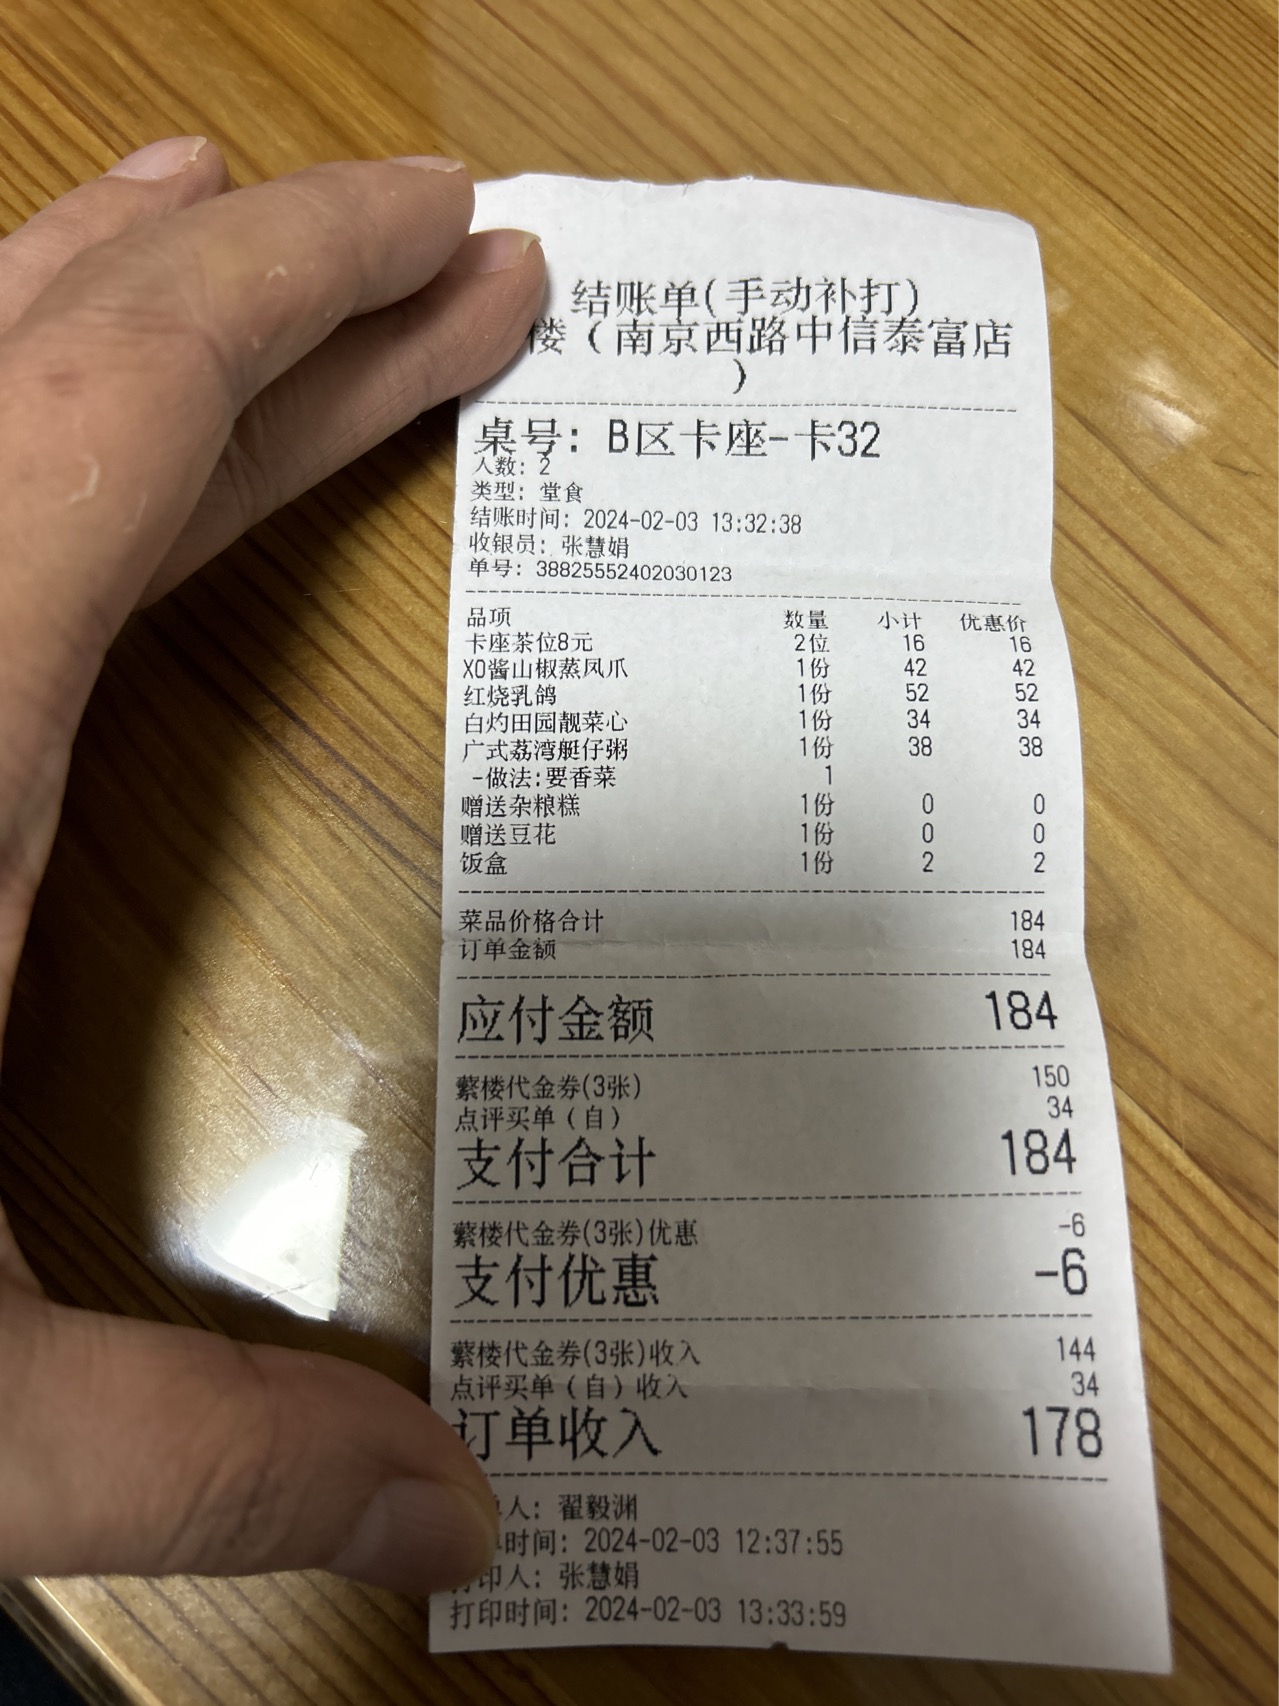 结账单(手动补打)
楼（南京西路中信泰富店
）
桌号：B区卡座-卡32
人数：2
类型：堂食
结账时间：2024-02-03 13:32:38
收银员：张慧娟
单号：38825552402030123
品项 数量 小计 优惠价
卡座茶位8元 2位 16 16
XO酱山椒蒸凤爪 1份 42 42
红烧乳鸽 1份 52 52
白灼田园靓菜心 1份 34 34
广式荔湾艇仔粥 1份 38 38
-做法:要香菜 1
赠送杂粮糕 1份 0 0
赠送豆花 1份 0 0
饭盒 1份 2 2
菜品价格合计 184
订单金额 184
应付金额 184
蘩楼代金券(3张) 150
点评买单（自） 34
支付合计 184
蘩楼代金券(3张)优惠 -6
支付优惠 -6
蘩楼代金券(3张)收入 144
点评买单（自）收入 34
订单收入 178
单人：翟毅渊
时间：2024-02-03 12:37:55
打印人：张慧娟
打印时间：2024-02-03 13:33:59